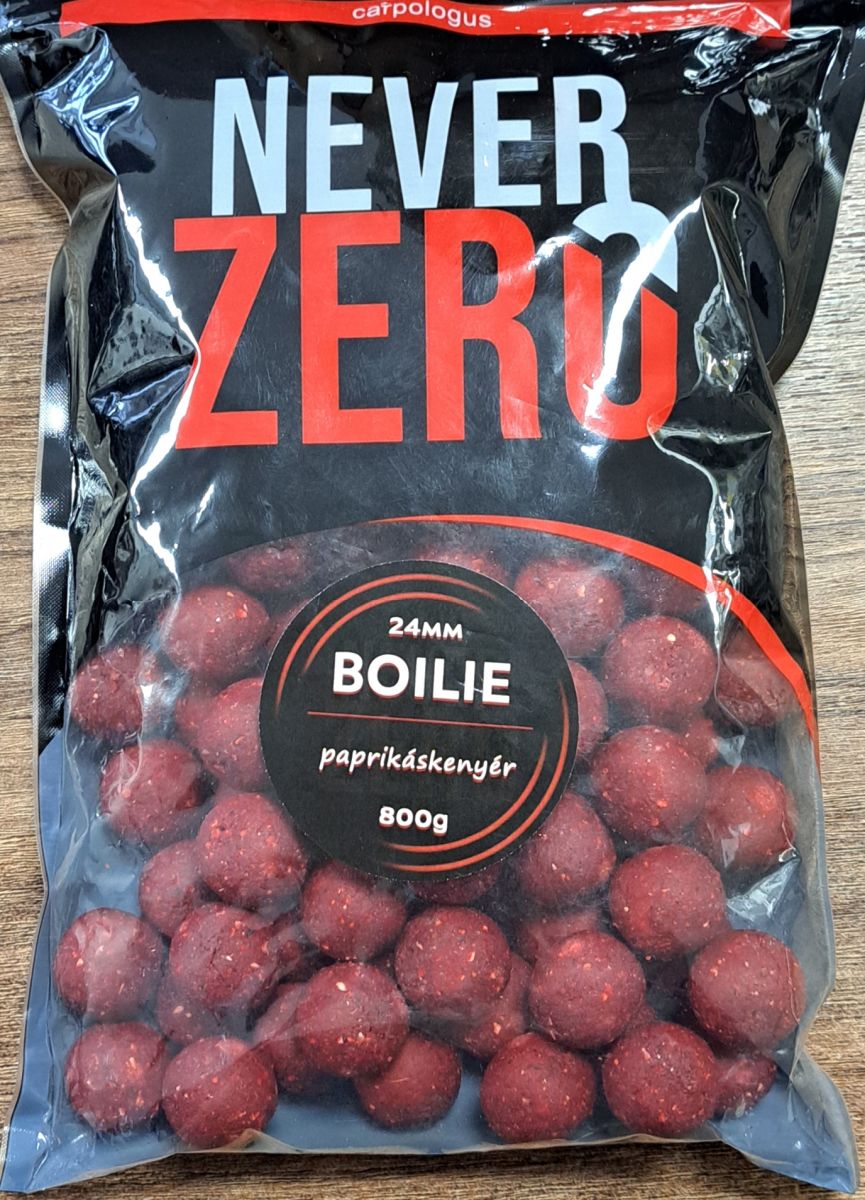 carpologus
NEVER
ZERO
24MM
BOILIE
paprikáskenyér
800g